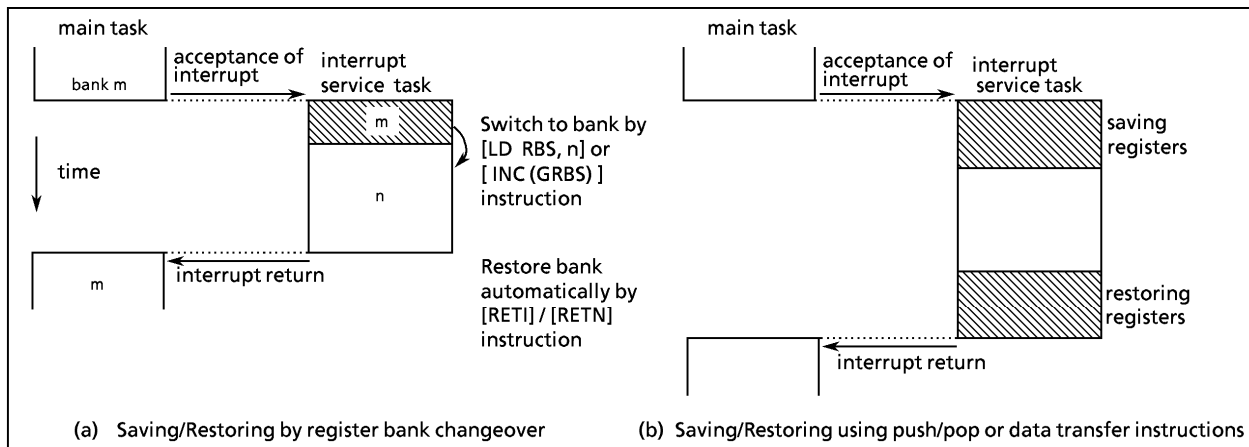 main task
bank m
acceptance of
interrupt
interrupt
service task
m
Switch to bank by
[LD RBS, n] or
[ INC (GRBS) ]
instruction
time
n
interrupt return
m
Restore bank
automatically by
[RETI] / [RETN]
instruction
(a) Saving/Restoring by register bank changeover
main task
acceptance of
interrupt
interrupt
service task
saving
registers
restoring
registers
interrupt return
(b) Saving/Restoring using push/pop or data transfer instructions